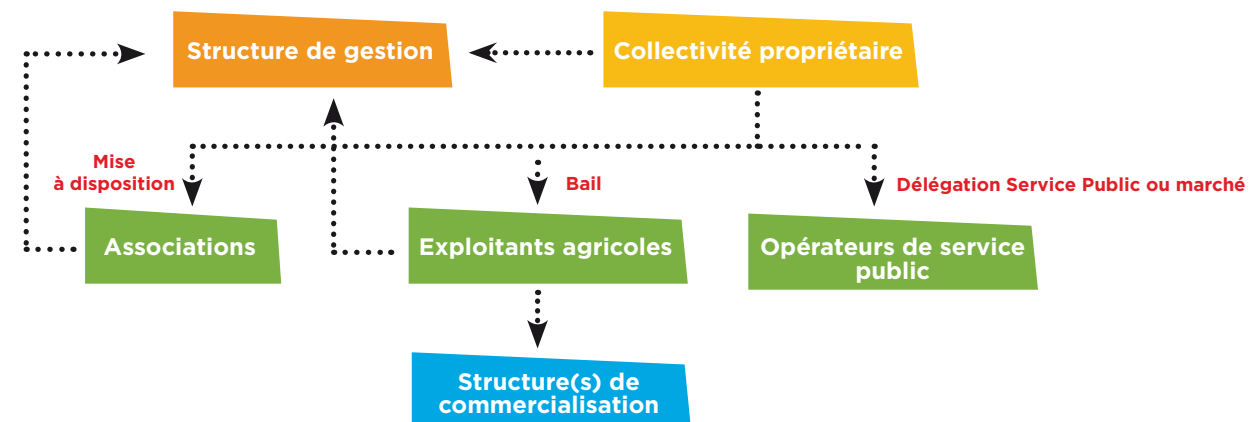 Structure de gestion
Collectivité propriétaire
Mise
à disposition
Bail
Délégation Service Public ou marché
Associations
Exploitants agricoles
Opérateurs de service
public
Structure(s) de
commercialisation